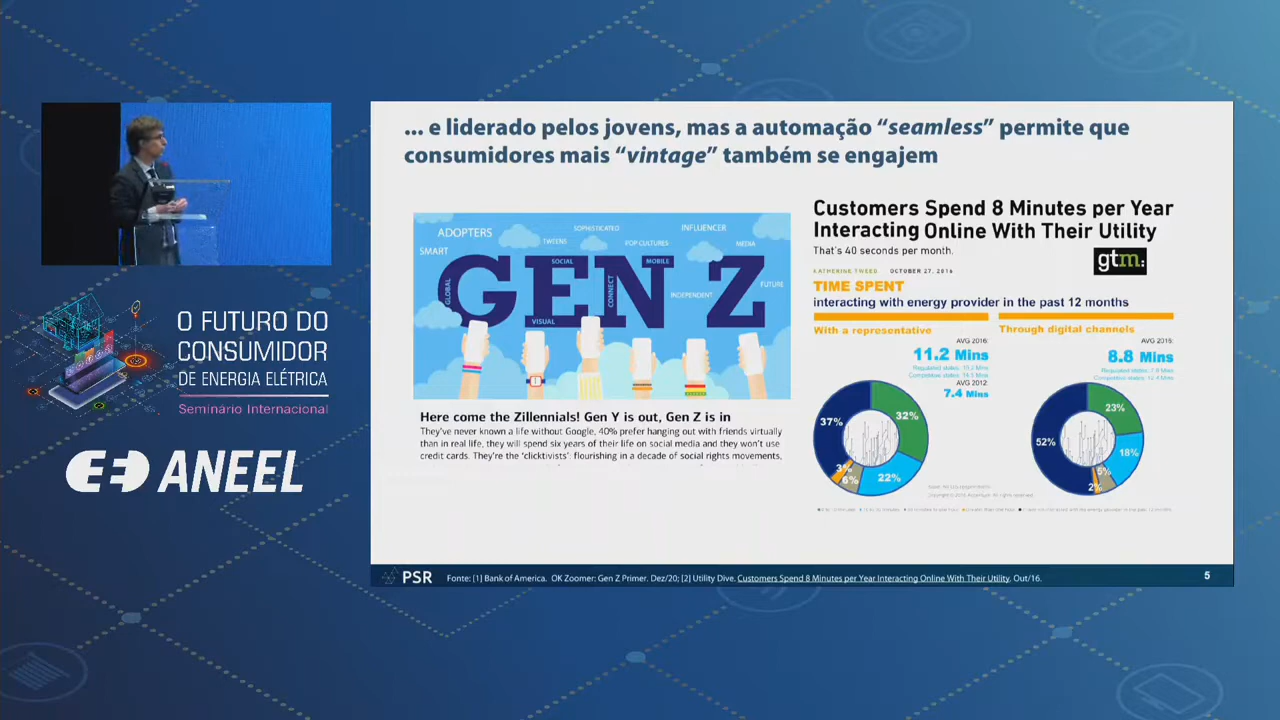 ... e liderado pelos jovens, mas a automação “seamless” permite que
consumidores mais “vintage” também se engajem
O FUTURO DO
CONSUMIDOR
DE ENERGIA ELÉTRICA
Seminário Internacional
ANEEL
ADOPTERS
SOPHISTICATED
INFLUENCER
SMART
TWEENS
POP CULTURES
MEDIA
GEN Z
SOCIAL
MOBILE
GLOBAL
CONNECT
INDEPENDENT
FUTURE
VISUAL
Here come the Zillennials! Gen Y is out, Gen Z is in
They’ve never known a life without Google, 40% prefer hanging out with friends virtually
than in real life, they will spend six years of their life on social media and they won’t use
credit cards. They’re the ‘clicktivists’: flourishing in a decade of social rights movements,
Customers Spend 8 Minutes per Year
Interacting Online With Their Utility
That’s 40 seconds per month.
gtm:
KATHERINE TWEED OCTOBER 27, 2016
TIME SPENT
interacting with energy provider in the past 12 months
With a representative
AVG 2016:
11.2 Mins
AVG 2012:
7.4 Mins
37%
32%
3%
6%
22%
Through digital channels
8.8 Mins
52%
23%
18%
5%
2%
PSR
Fonte: [1] Bank of America. OK Zoomer: Gen Z Primer. Dez/20; [2] Utility Dive. Customers Spend 8 Minutes per Year Interacting Online With Their Utility, Out/16.
5